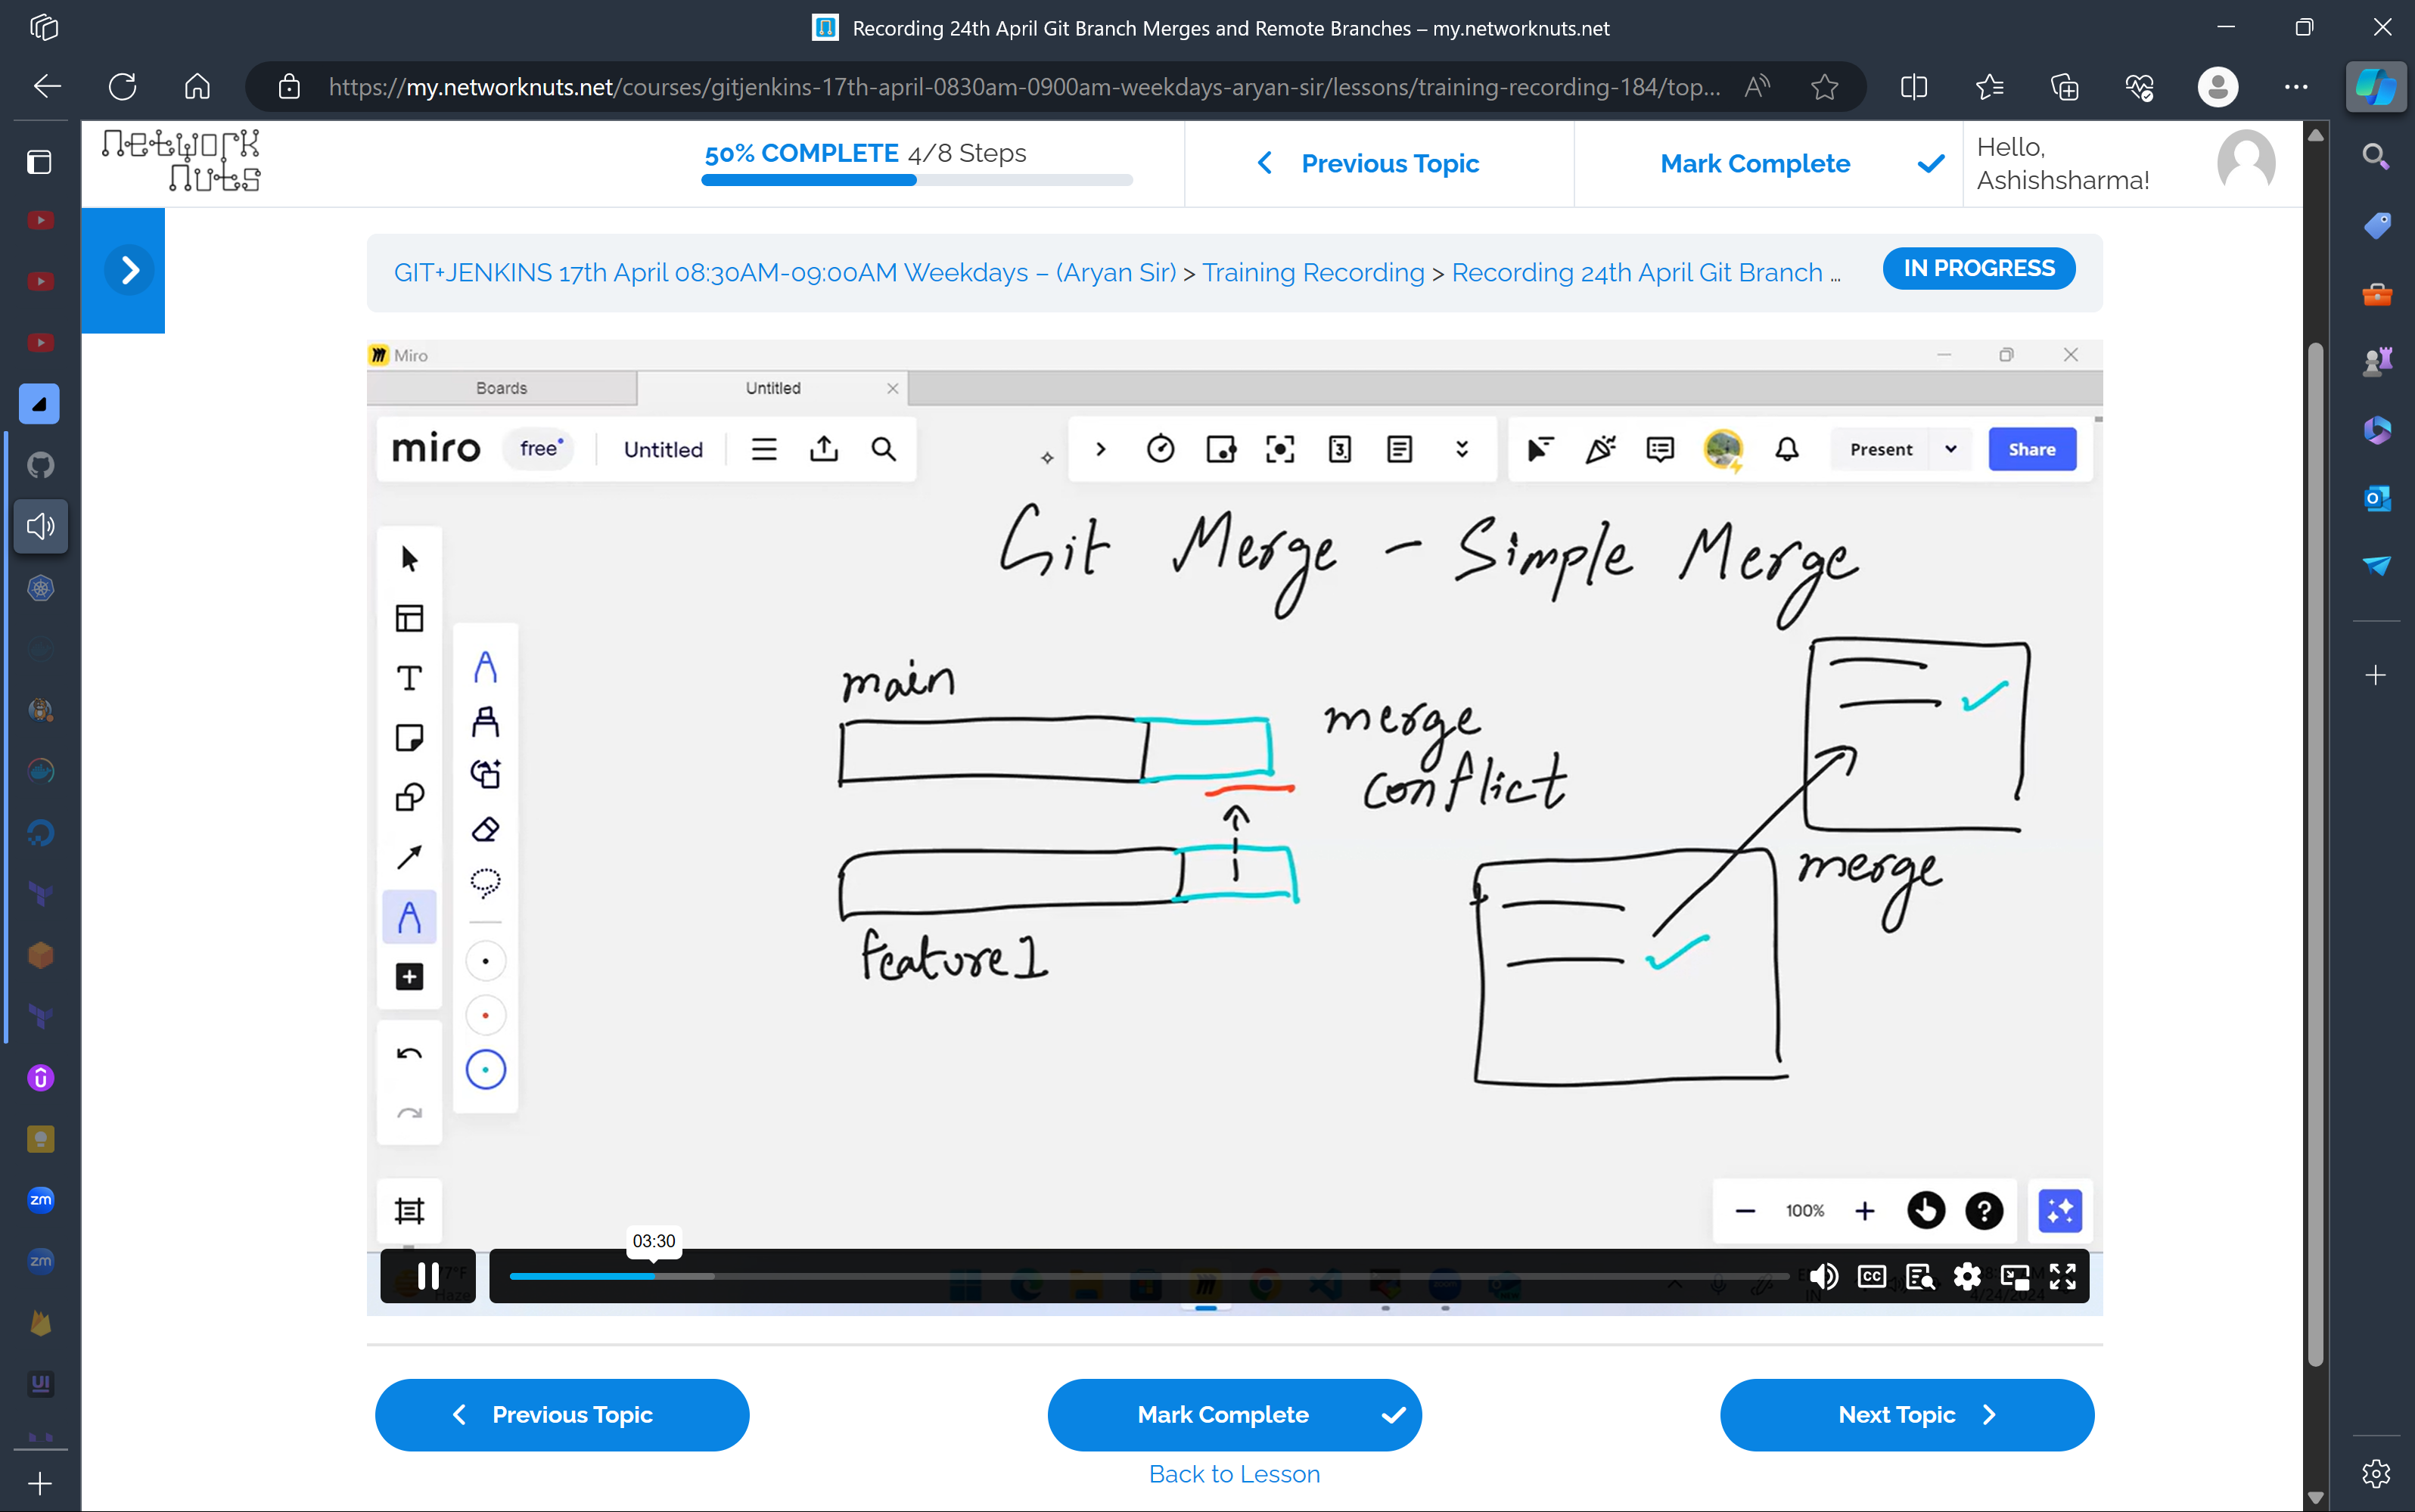 Recording 24th April Git Branch Merges and Remote Branches – my.networknuts.net
https://my.networknuts.net/courses/gitjenkins-17th-april-0830am-0900am-weekdays-aryan-sir/lessons/training-recording-184/top...
Network
Nuts
50% COMPLETE 4/8 Steps
Previous Topic
Mark Complete
Hello,
Ashishsharma!
GIT+JENKINS 17th April 08:30AM-09:00AM Weekdays – (Aryan Sir) > Training Recording > Recording 24th April Git Branch ...
IN PROGRESS
Miro
Boards
Untitled
miro
free
Untitled
Present
Share
Git Merge - Simple Merge
main
merge
conflict
merge
feature1
100%
03:30
4/24/2024
Previous Topic
Mark Complete
Next Topic
Back to Lesson